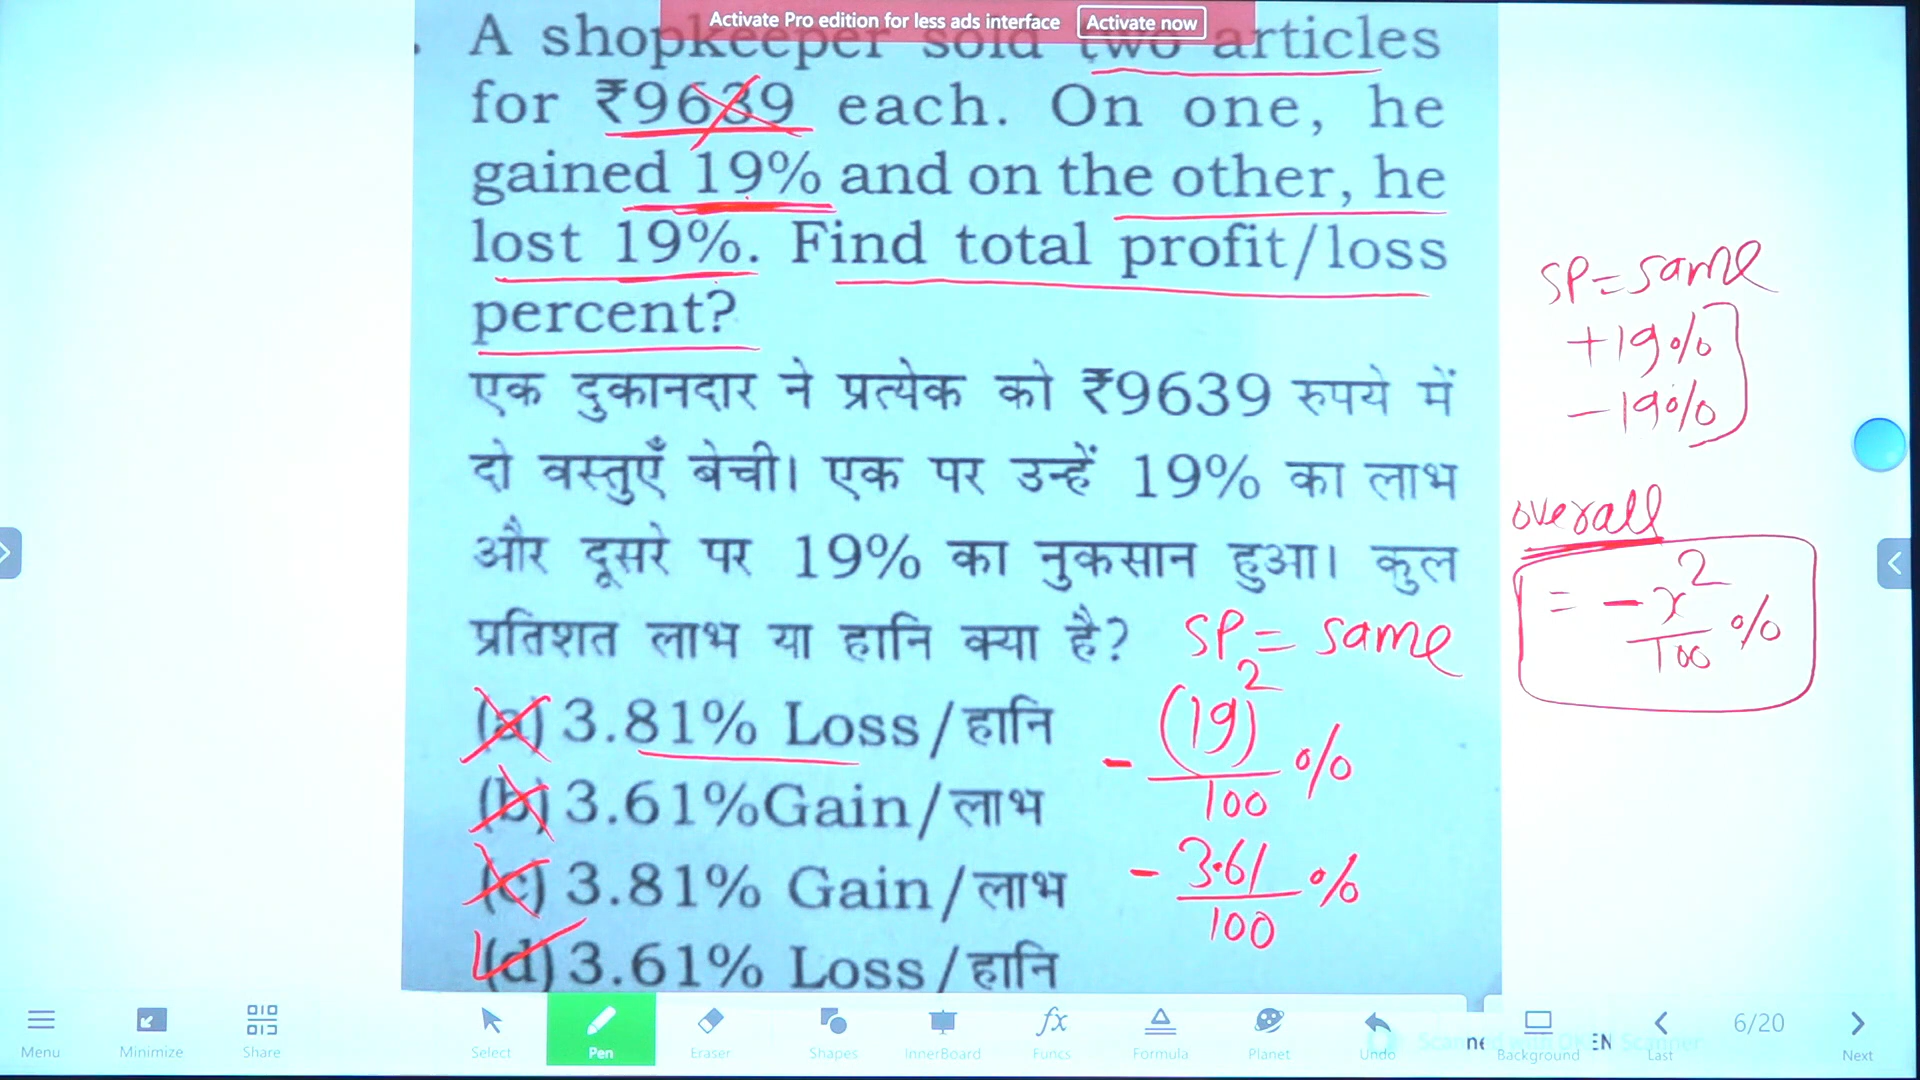 Activate Pro edition for less ads interface Activate now
A shopkeeper sold two articles
for ₹9639 each. On one, he
gained 19% and on the other, he
lost 19%. Find total profit/loss
percent?
एक दुकानदार ने प्रत्येक को ₹9639 रुपये में
दो वस्तुएँ बेची। एक पर उन्हें 19% का लाभ
और दूसरे पर 19% का नुकसान हुआ। कुल
प्रतिशत लाभ या हानि क्या है?
(a) 3.81% Loss/हानि
(b) 3.61%Gain/लाभ
(c) 3.81% Gain/लाभ
(d) 3.61% Loss/हानि
SP = same
- (19)² / 100 %
- 3.61 / 100 %
SP = same
+19%
-19%
overall
= - x² / 100 %
Menu
Minimize
Share
Select
Pen
Eraser
Shapes
InnerBoard
Funcs
Formula
Planet
Undo
Background
EN
Last
6/20
Next